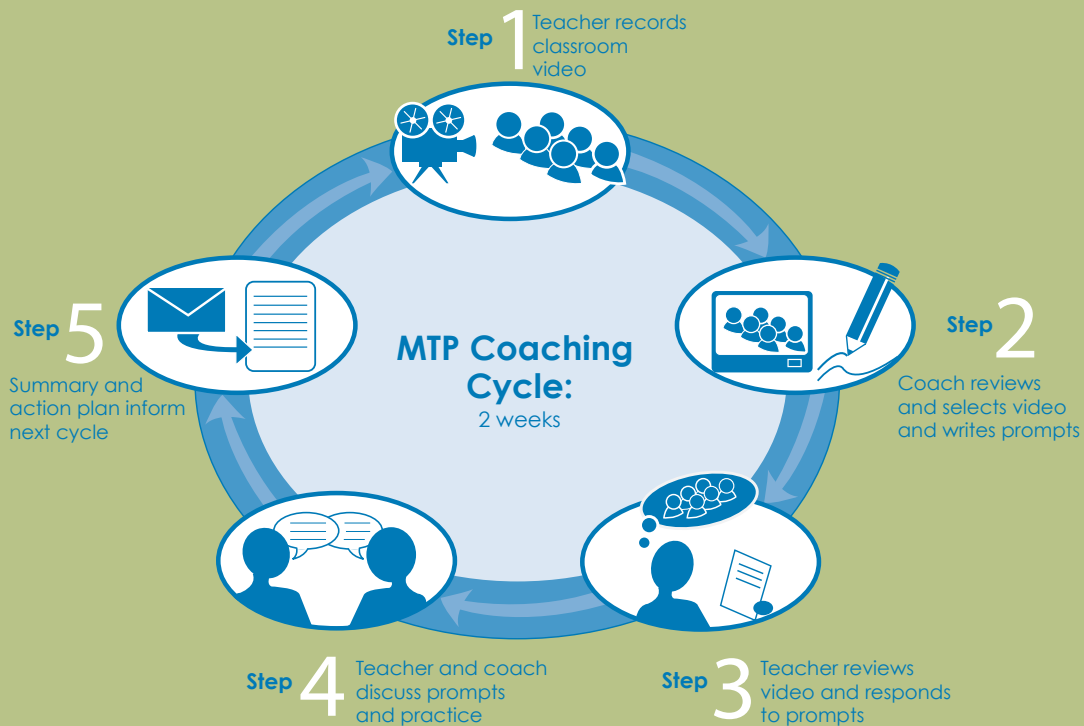 Step 1 Teacher records
classroom
video
Step 2
Coach reviews
and selects video
and writes prompts
Step 3 Teacher reviews
video and responds
to prompts
Step 4 Teacher and coach
discuss prompts
and practice
Step 5
Summary and
action plan inform
next cycle
MTP Coaching
Cycle:
2 weeks